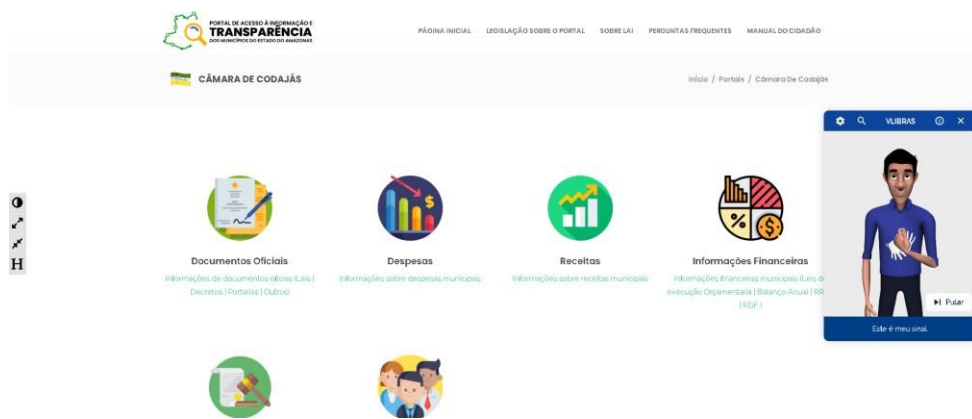 PORTAL DE ACESSO À INFORMAÇÃO E
TRANSPARÊNCIA
DOS MUNICÍPIOS DO ESTADO DO AMAZONAS
PÁGINA INICIAL LEGISLAÇÃO SOBRE O PORTAL SOBRE LAI PERGUNTAS FREQUENTES MANUAL DO CIDADÃO
CÂMARA DE CODAJÁS
Início / Portais / Câmara De Codajás
VLIBRAS
H
Documentos Oficiais
Informações de documentos oficias (Leis |
Decretos | Portarias | Outros)
Despesas
Informações sobre despesas municipais
Receitas
Informações sobre receitas municipais
Informações Financeiras
Informações financeiras municipias (Leis de
execução Orçamentaria | Balanço Anual | RR
| RGF )
Pular
Este é meu sinal.